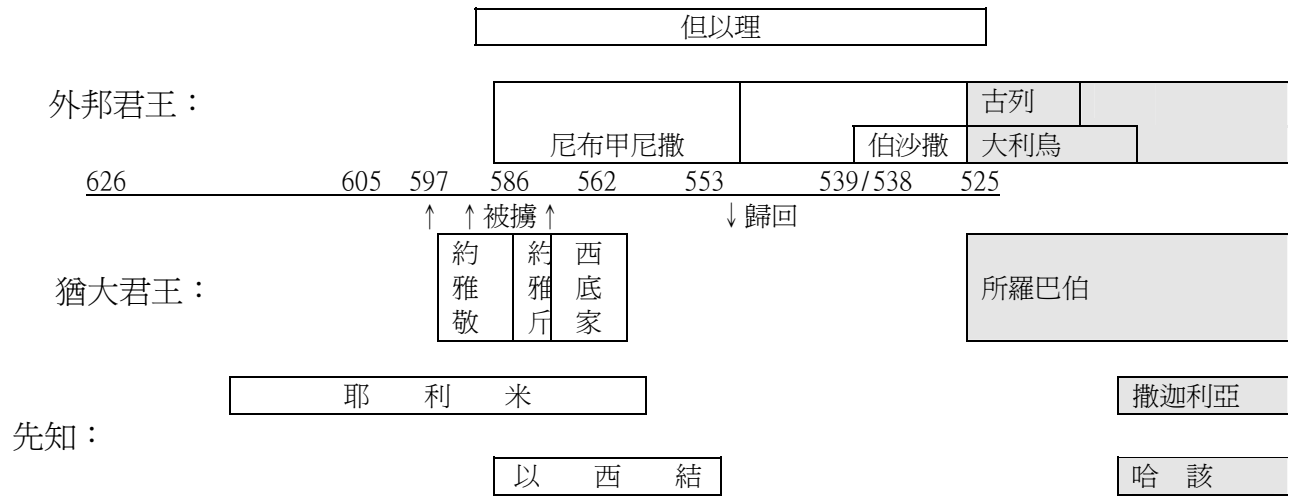 但以理
外邦君王：
古列
尼布甲尼撒 伯沙撒 大利烏
626 605 597 586 562 553 539/538 525
↑ ↑被擄↑ ↓歸回
猶大君王：
約雅敬 約雅斤 西底家 所羅巴伯
耶 利 米 撒迦利亞
先知：
以 西 結 哈 該